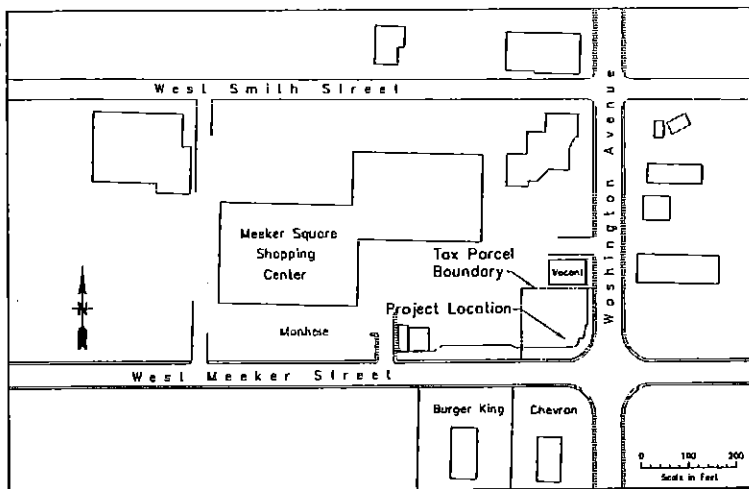 West Smith Street
Washington Avenue
Meeker Square
Shopping
Center
Tax Parcel
Boundary
Vacant
Project Location
Manhole
N
West Meeker Street
Burger King
Chevron
0 100 200
Scale in Feet